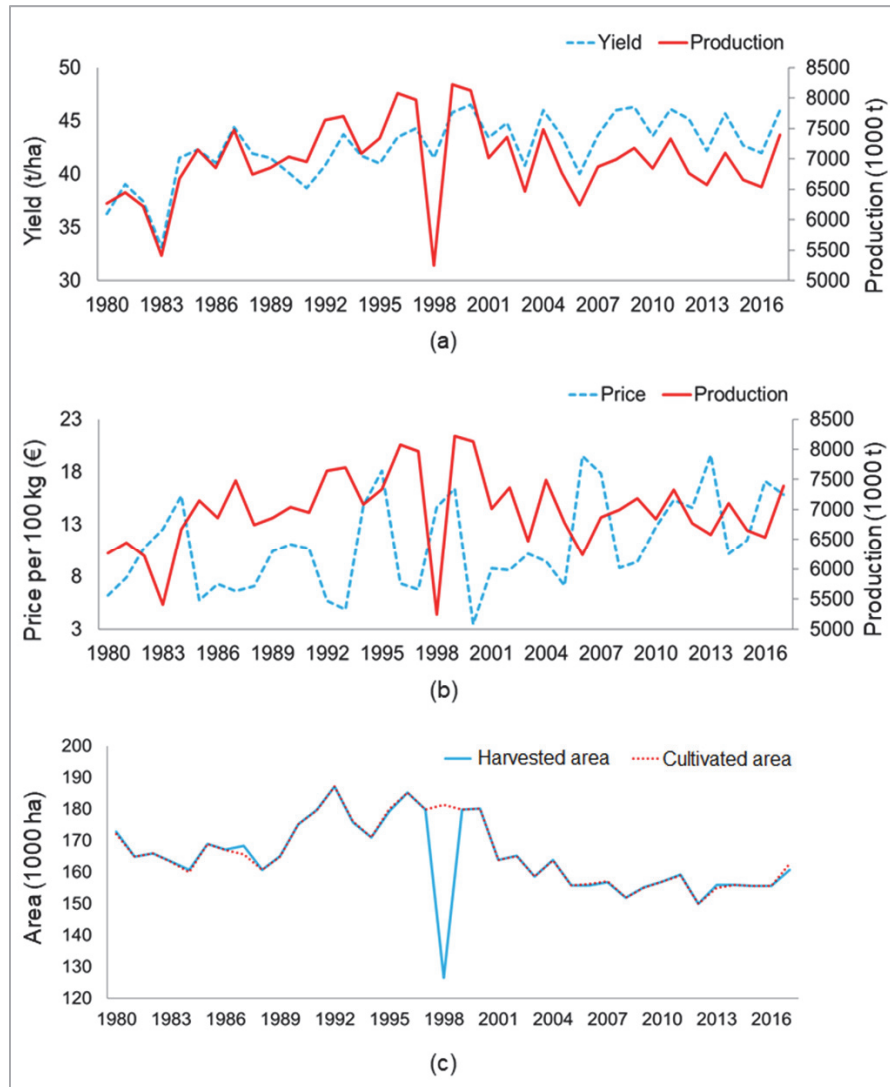 Yield Production
50 8500
45 8000
7500
40 7000
6500
35 6000
5500
30 5000
Yield (t/ha)
Production (1000 t)
1980 1983 1986 1989 1992 1995 1998 2001 2004 2007 2010 2013 2016
(a)
Price Production
23 8500
8000
18 7500
7000
13 6500
6000
8 5500
3 5000
Price per 100 kg (€)
Production (1000 t)
1980 1983 1986 1989 1992 1995 1998 2001 2004 2007 2010 2013 2016
(b)
Harvested area Cultivated area
200
190
180
170
160
150
140
130
120
Area (1000 ha)
1980 1983 1986 1989 1992 1995 1998 2001 2004 2007 2010 2013 2016
(c)